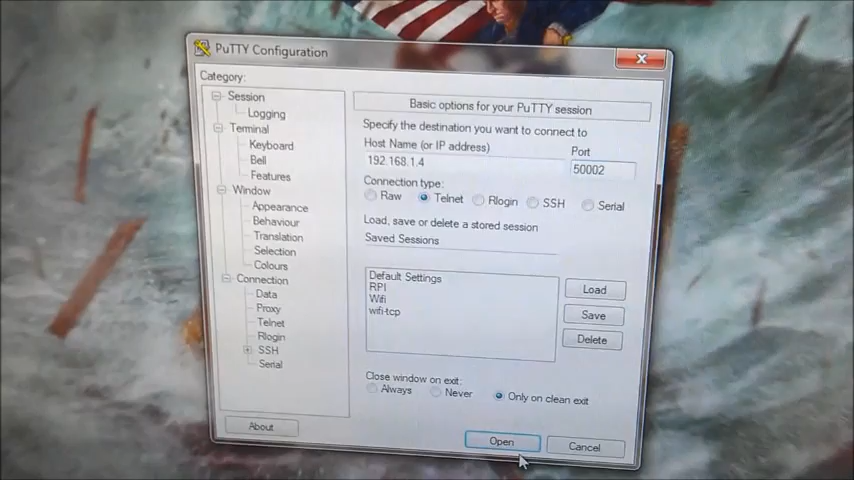 PuTTY Configuration
Category:
Session
Logging
Terminal
Keyboard
Bell
Features
Window
Appearance
Behaviour
Translation
Selection
Colours
Connection
Data
Proxy
Telnet
Rlogin
SSH
Serial
About
Basic options for your PuTTY session
Specify the destination you want to connect to
Host Name (or IP address) Port
192.168.1.4 50002
Connection type:
Raw Telnet Rlogin SSH Serial
Load, save or delete a stored session
Saved Sessions
Default Settings
RPI
Wifi
wifi-tcp
Load
Save
Delete
Close window on exit:
Always Never Only on clean exit
Open Cancel